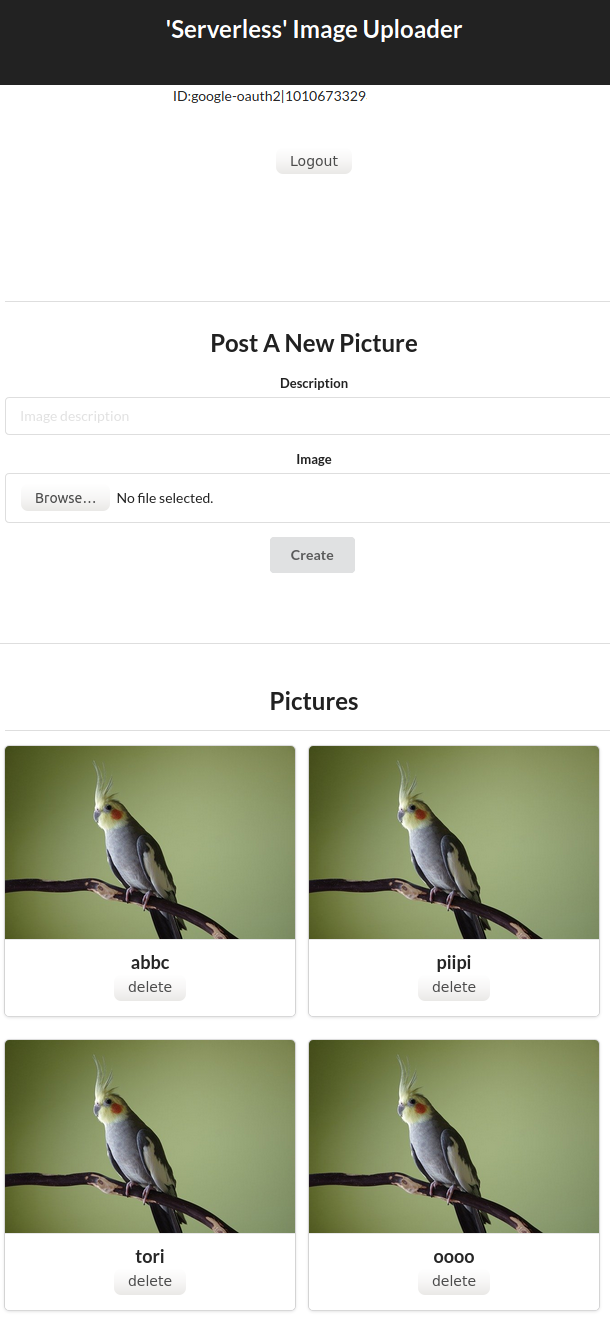 'Serverless' Image Uploader
ID:google-oauth2|1010673329
Logout
Post A New Picture
Description
Image description
Image
Browse... No file selected.
Create
Pictures
abbc
delete
piipi
delete
tori
delete
oooo
delete